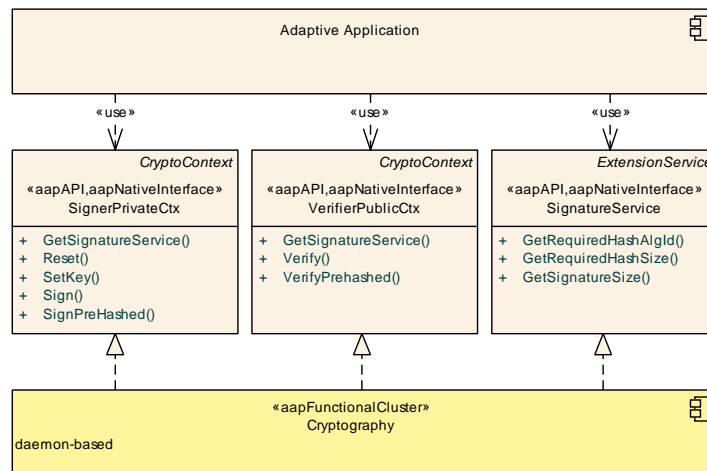 Adaptive Application
«use»
«use»
«use»
CryptoContext
«aapAPI,aapNativeInterface»
SignerPrivateCtx
+ GetSignatureService()
+ Reset()
+ SetKey()
+ Sign()
+ SignPreHashed()
CryptoContext
«aapAPI,aapNativeInterface»
VerifierPublicCtx
+ GetSignatureService()
+ Verify()
+ VerifyPrehashed()
ExtensionService
«aapAPI,aapNativeInterface»
SignatureService
+ GetRequiredHashAlgId()
+ GetRequiredHashSize()
+ GetSignatureSize()
«aapFunctionalCluster»
Cryptography
daemon-based